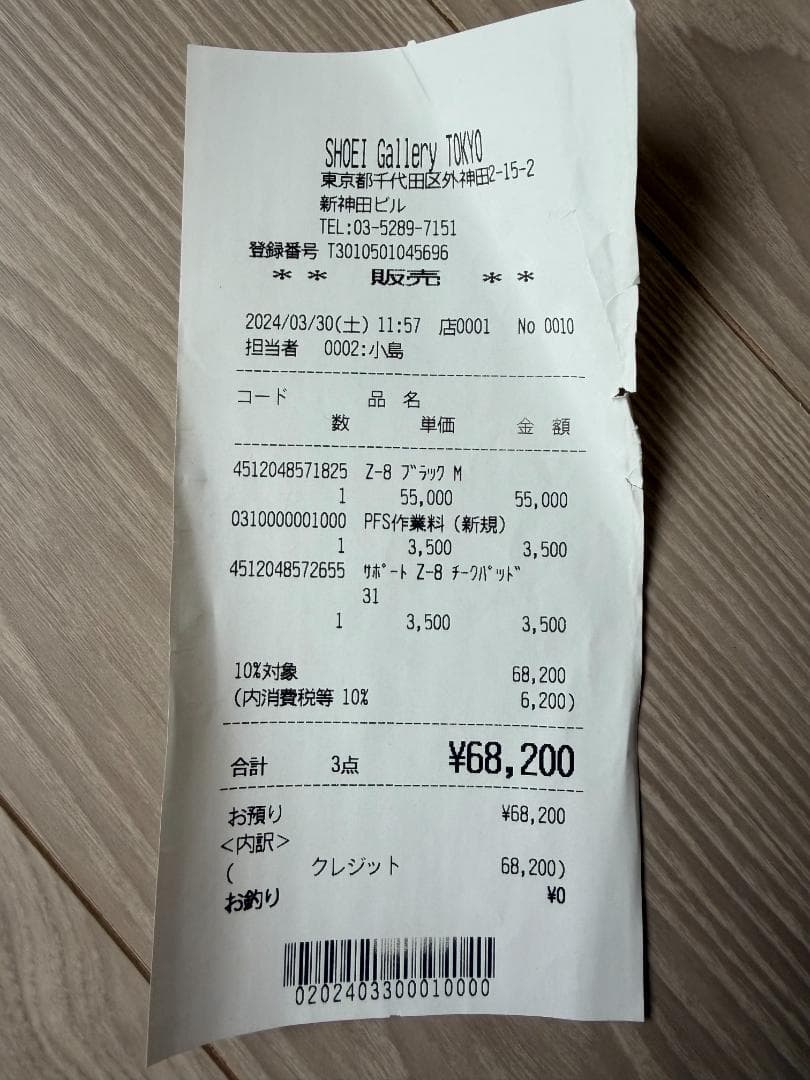 SHOEI Gallery TOKYO
東京都千代田区外神田2-15-2
新神田ビル
TEL:03-5289-7151
登録番号 T3010501045696
＊＊ 販売 ＊＊
2024/03/30(土) 11:57 店0001 No 0010
担当者 0002:小島
コード 品 名
数 単価 金 額
4512048571825 Z-8 ﾌﾞﾗｯｸ M
1 55,000 55,000
0310000001000 PFS作業料（新規）
1 3,500 3,500
4512048572655 ｻﾎﾟｰﾄ Z-8 ﾁｰｸﾊﾟｯﾄﾞ
31
1 3,500 3,500
10%対象 68,200
(内消費税等 10% 6,200)
合計 3点 ¥68,200
お預り ¥68,200
<内訳>
( クレジット 68,200)
お釣り ¥0
0202403300010000